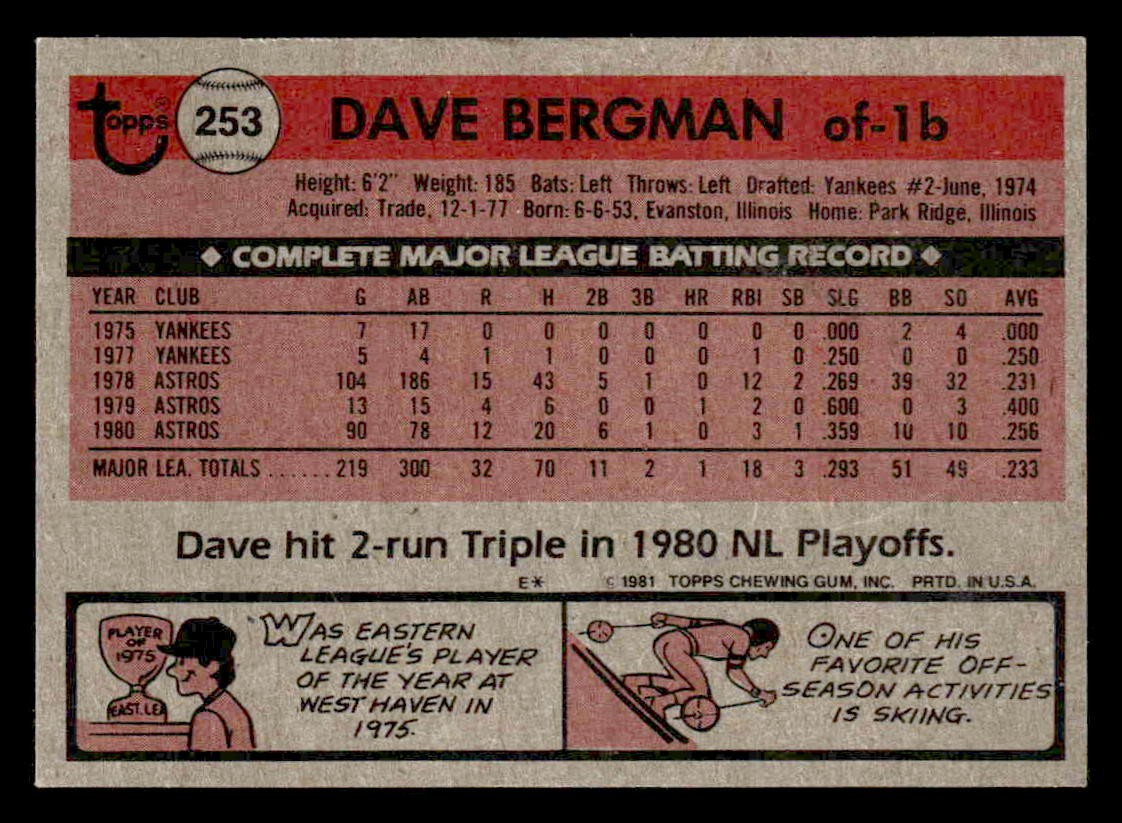 topps®
253
DAVE BERGMAN of-1b
Height: 6'2" Weight: 185 Bats: Left Throws: Left Drafted: Yankees #2-June, 1974
Acquired: Trade, 12-1-77 Born: 6-6-53, Evanston, Illinois Home: Park Ridge, Illinois
◆ COMPLETE MAJOR LEAGUE BATTING RECORD ◆
YEAR CLUB G AB R H 2B 3B HR RBI SB SLG BB SO AVG
1975 YANKEES 7 17 0 0 0 0 0 0 0 .000 2 4 .000
1977 YANKEES 5 4 1 1 0 0 0 1 0 .250 0 0 .250
1978 ASTROS 104 186 15 43 5 1 0 12 2 .269 39 32 .231
1979 ASTROS 13 15 4 6 0 0 1 2 0 .600 0 3 .400
1980 ASTROS 90 78 12 20 6 1 0 3 1 .359 10 10 .256
MAJOR LEA. TOTALS ...... 219 300 32 70 11 2 1 18 3 .293 51 49 .233
Dave hit 2-run Triple in 1980 NL Playoffs.
E* © 1981 TOPPS CHEWING GUM, INC. PRTD. IN U.S.A.
PLAYER
OF
1975
EAST. LEA
WAS EASTERN
LEAGUE'S PLAYER
OF THE YEAR AT
WEST HAVEN IN
1975.
ONE OF HIS
FAVORITE OFF-
SEASON ACTIVITIES
IS SKIING.